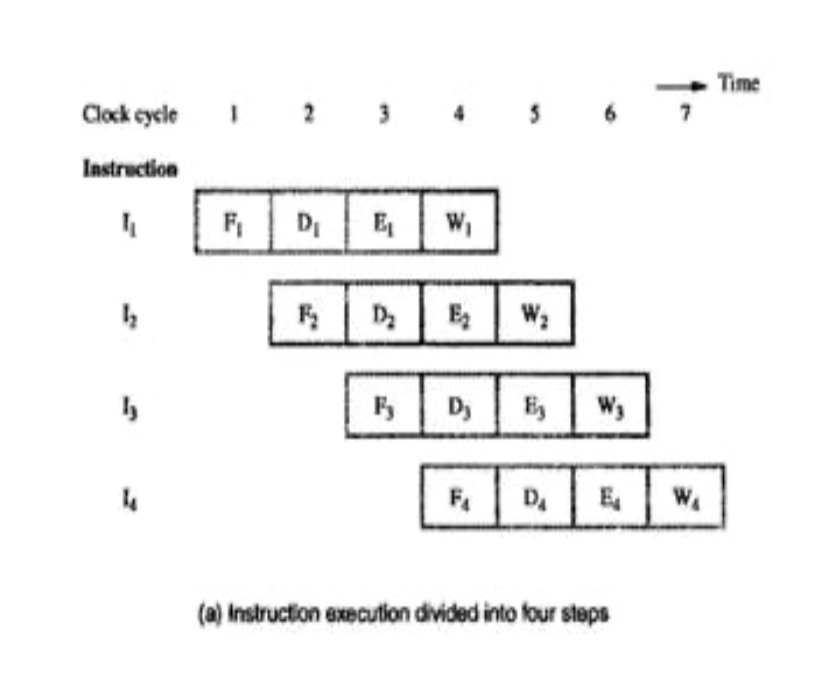 Time
Clock cycle 1 2 3 4 5 6 7
Instruction
I₁ F₁ D₁ E₁ W₁
I₂ F₂ D₂ E₂ W₂
I₃ F₃ D₃ E₃ W₃
I₄ F₄ D₄ E₄ W₄
(a) Instruction execution divided into four steps